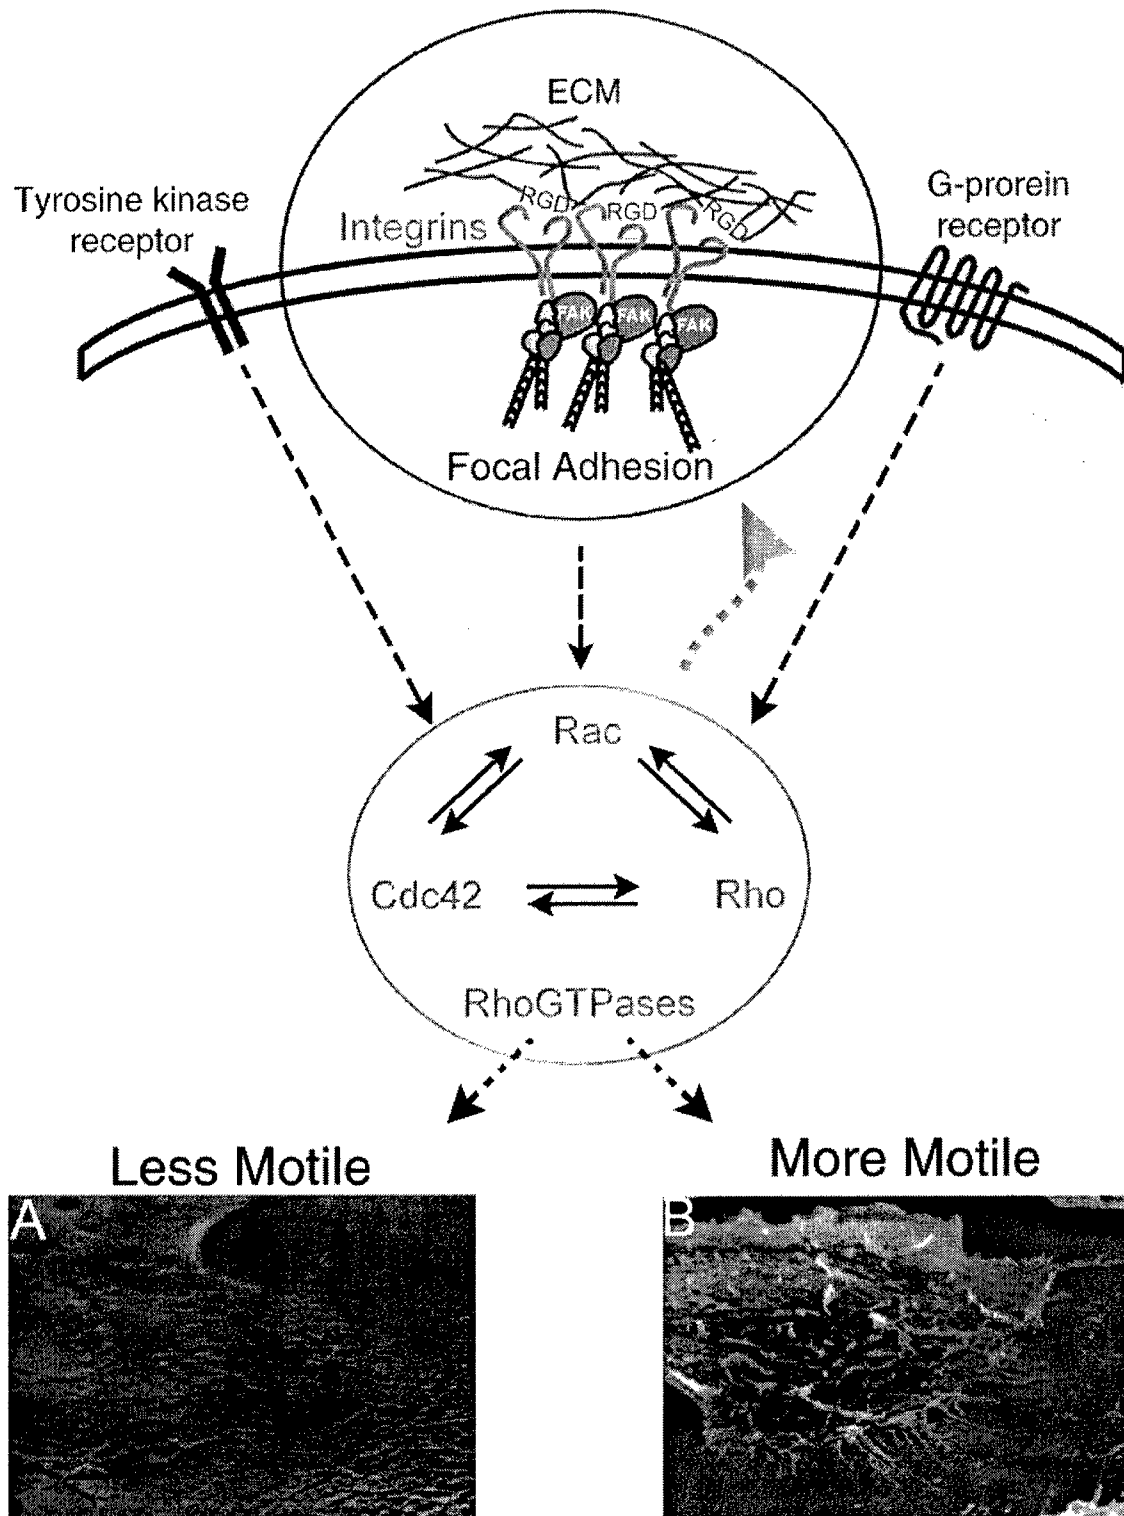 ECM
Tyrosine kinase
receptor
G-prorein
receptor
RGD
RGD
RGD
Integrins
FAK
FAK
FAK
Focal Adhesion
Rac
Cdc42
Rho
RhoGTPases
Less Motile
More Motile
A
B